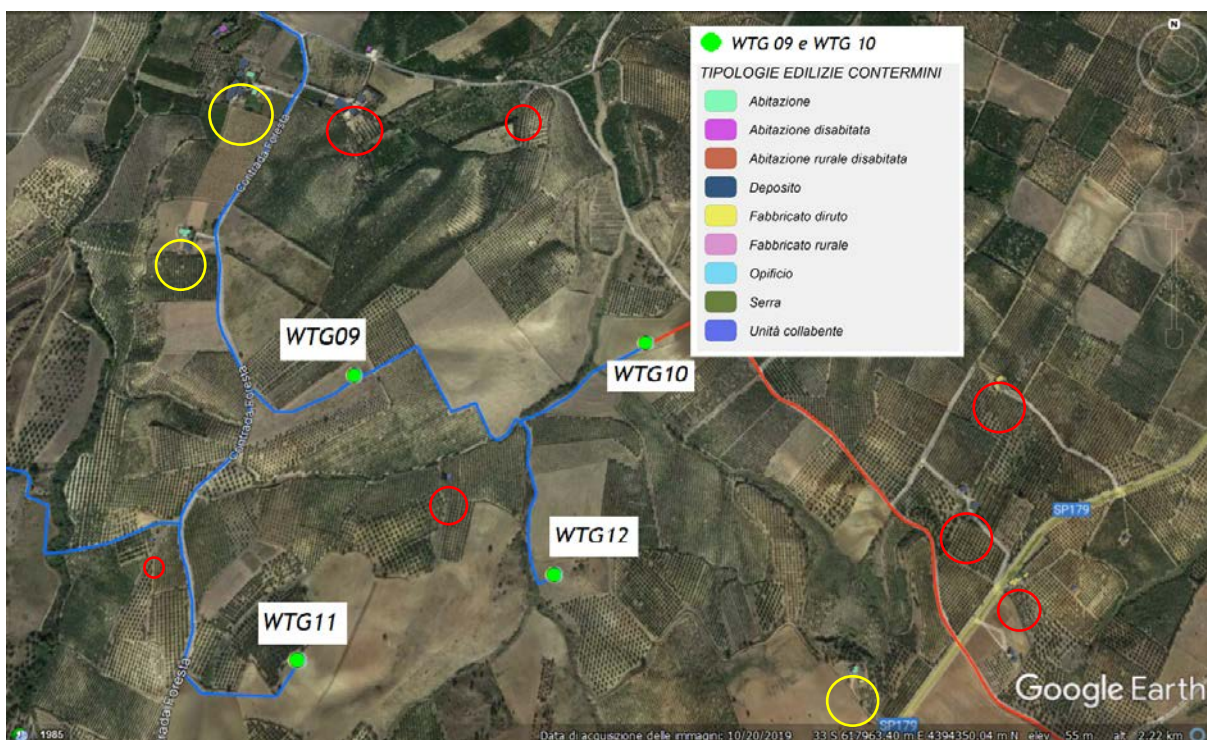 N
WTG 09 e WTG 10
TIPOLOGIE EDILIZIE CONTERMINI
Abitazione
Abitazione disabitata
Abitazione rurale disabitata
Deposito
Fabbricato diruto
Fabbricato rurale
Opificio
Serra
Unità collabente
Contrada Foresta
WTG09
WTG10
Contrada Foresta
SP179
WTG12
WTG11
Contrada Foresta
Google Earth
SP179
1985
Data di acquisizione delle immagini: 10/20/2019 33 S 617963.40 m E 4394350.04 m N elev 55 m alt 2.22 km